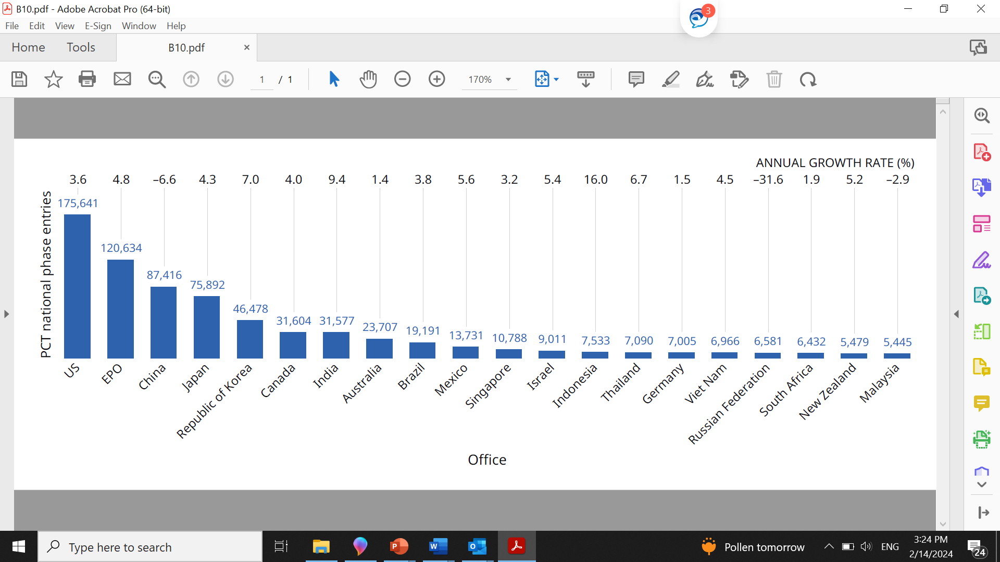 B10.pdf - Adobe Acrobat Pro (64-bit)
3
File Edit View E-Sign Window Help
Home Tools B10.pdf ×
1 / 1 170%
ANNUAL GROWTH RATE (%)
3.6 4.8 –6.6 4.3 7.0 4.0 9.4 1.4 3.8 5.6 3.2 5.4 16.0 6.7 1.5 4.5 –31.6 1.9 5.2 –2.9
PCT national phase entries
175,641 120,634 87,416 75,892 46,478 31,604 31,577 23,707 19,191 13,731 10,788 9,011 7,533 7,090 7,005 6,966 6,581 6,432 5,479 5,445
US EPO China Japan Republic of Korea Canada India Australia Brazil Mexico Singapore Israel Indonesia Thailand Germany Viet Nam Russian Federation South Africa New Zealand Malaysia
Office
Type here to search
P W O
Pollen tomorrow
ENG
3:24 PM
2/14/2024
24